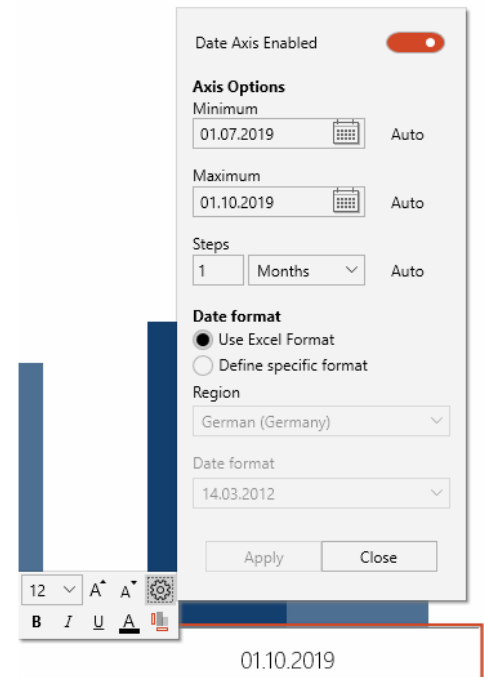 Date Axis Enabled
Axis Options
Minimum
01.07.2019 Auto
Maximum
01.10.2019 Auto
Steps
1 Months Auto
Date format
Use Excel Format
Define specific format
Region
German (Germany)
Date format
14.03.2012
Apply Close
12 A A
B I U A
01.10.2019